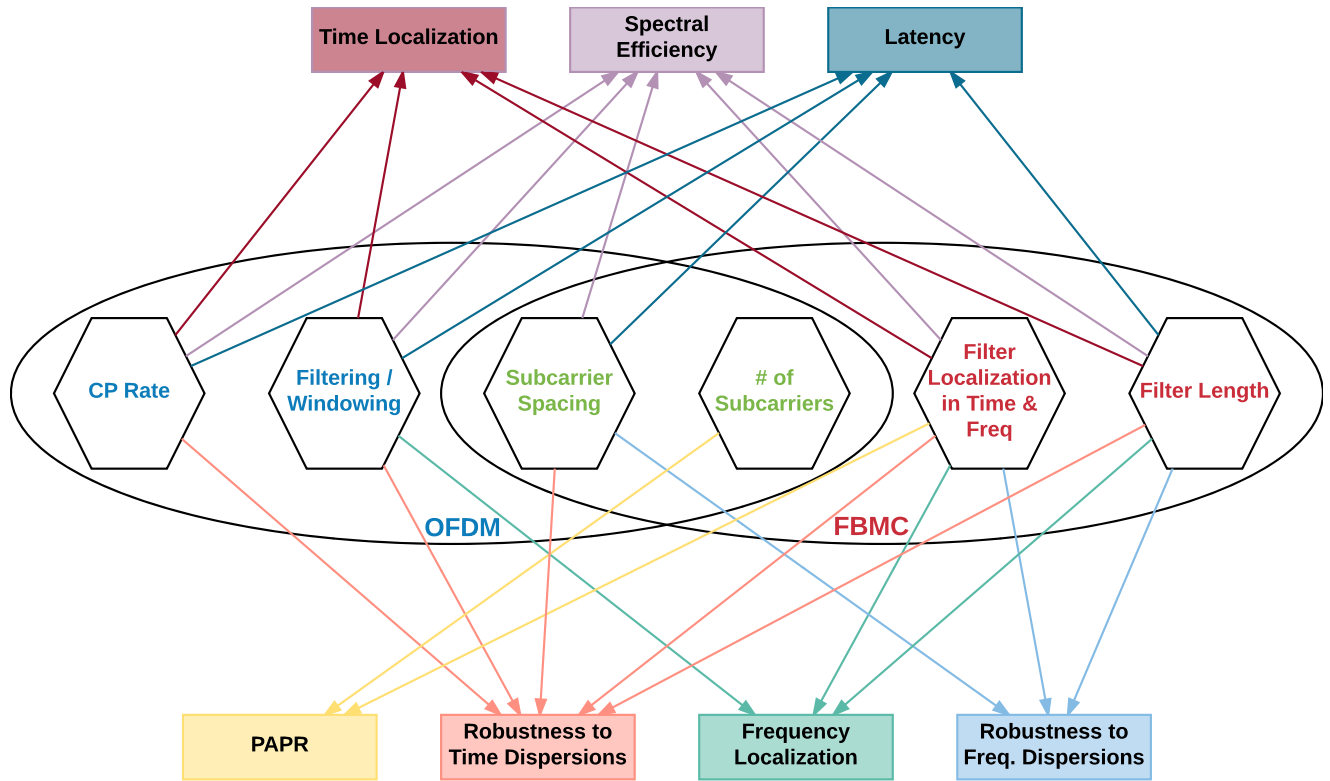 Time Localization
Spectral
Efficiency
Latency
CP Rate
Filtering /
Windowing
Subcarrier
Spacing
# of
Subcarriers
Filter
Localization
in Time &
Freq
Filter Length
OFDM
FBMC
PAPR
Robustness to
Time Dispersions
Frequency
Localization
Robustness to
Freq. Dispersions